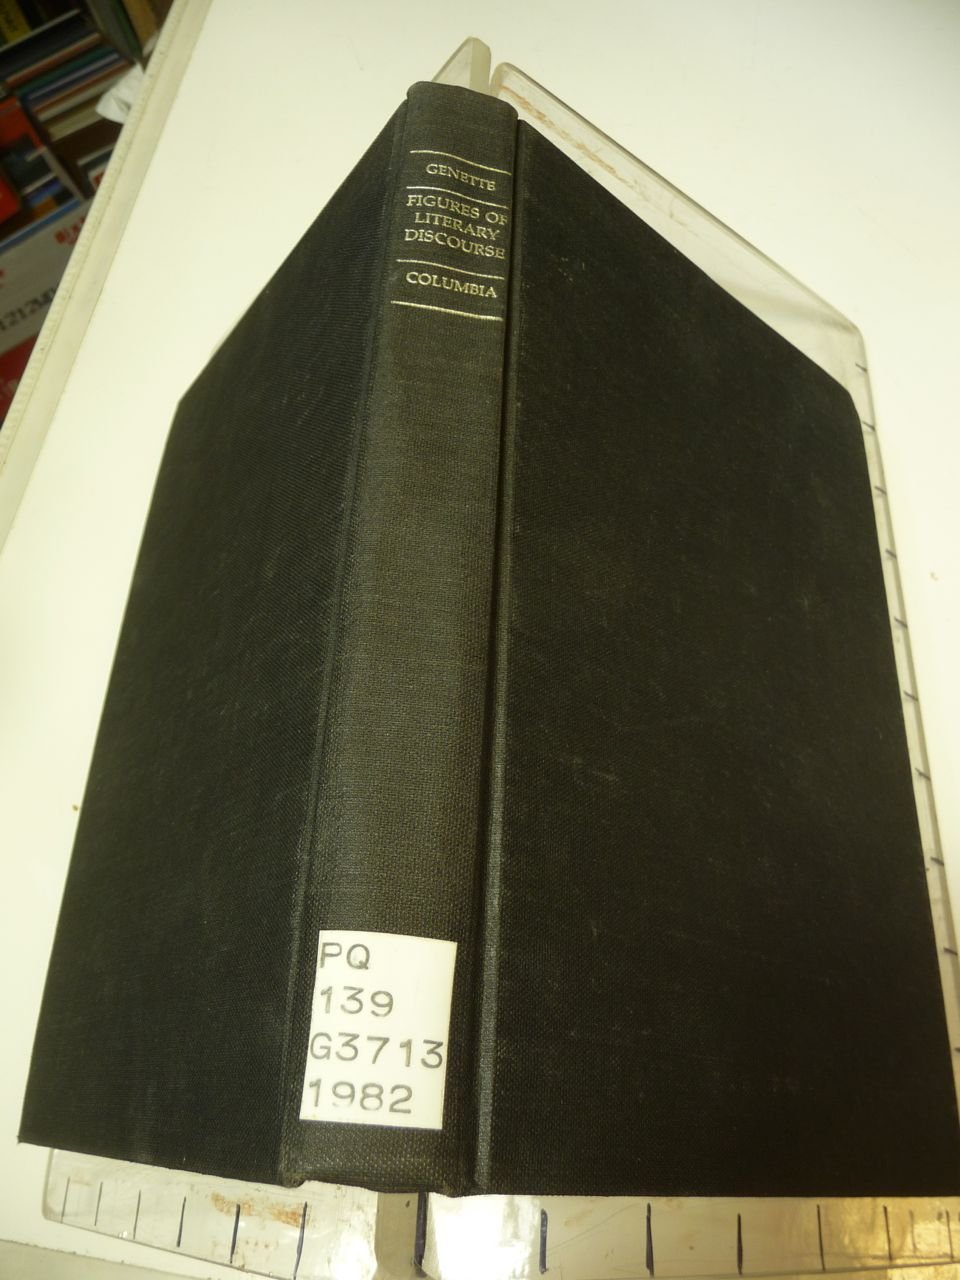 GENETTE
FIGURES OF
LITERARY
DISCOURSE
COLUMBIA
PQ
139
G3713
1982